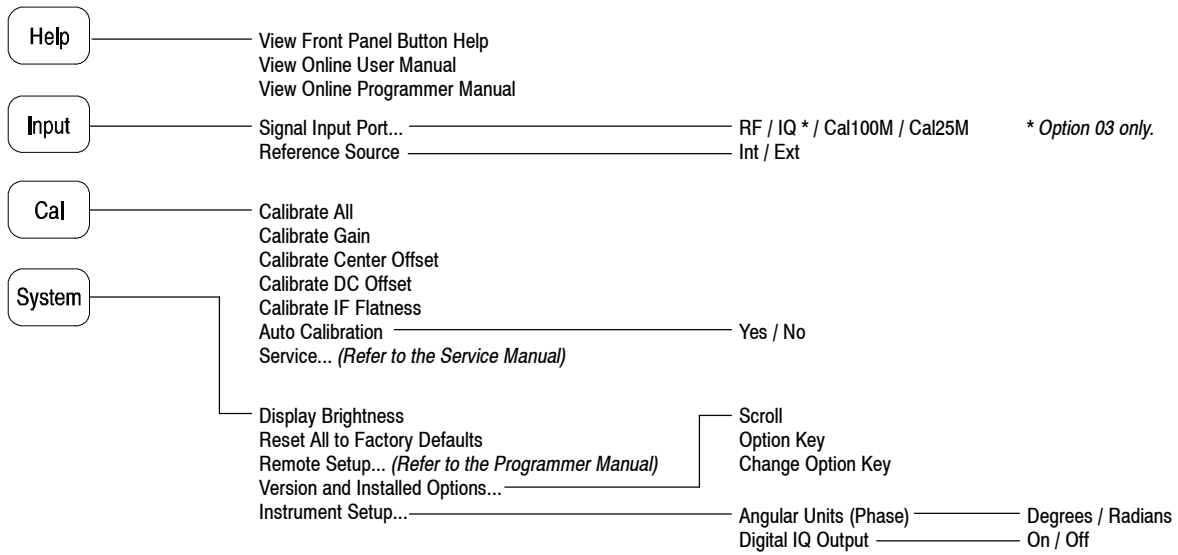 Help
View Front Panel Button Help
View Online User Manual
View Online Programmer Manual
Input
Signal Input Port... RF / IQ * / Cal100M / Cal25M * Option 03 only.
Reference Source Int / Ext
Cal
Calibrate All
Calibrate Gain
Calibrate Center Offset
Calibrate DC Offset
Calibrate IF Flatness
Auto Calibration Yes / No
Service... (Refer to the Service Manual)
System
Display Brightness Scroll
Reset All to Factory Defaults Option Key
Remote Setup... (Refer to the Programmer Manual) Change Option Key
Version and Installed Options...
Instrument Setup... Angular Units (Phase) Degrees / Radians
Digital IQ Output On / Off